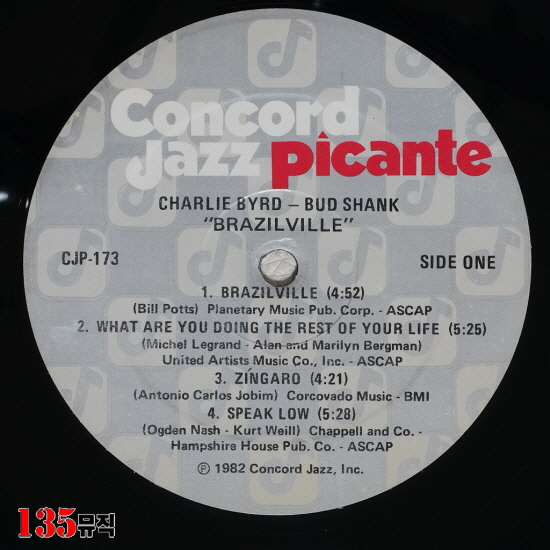 Concord
Jazz picante
CHARLIE BYRD – BUD SHANK
"BRAZILVILLE"
CJP-173
SIDE ONE
1. BRAZILVILLE (4:52)
(Bill Potts) Planetary Music Pub. Corp. - ASCAP
2. WHAT ARE YOU DOING THE REST OF YOUR LIFE (5:25)
(Michel Legrand - Alan and Marilyn Bergman)
United Artists Music Co., Inc. - ASCAP
3. ZÍNGARO (4:21)
(Antonio Carlos Jobim) Corcovado Music - BMI
4. SPEAK LOW (5:28)
(Ogden Nash - Kurt Weill) Chappell and Co. -
Hampshire House Pub. Co. - ASCAP
℗ 1982 Concord Jazz, Inc.
135뮤직